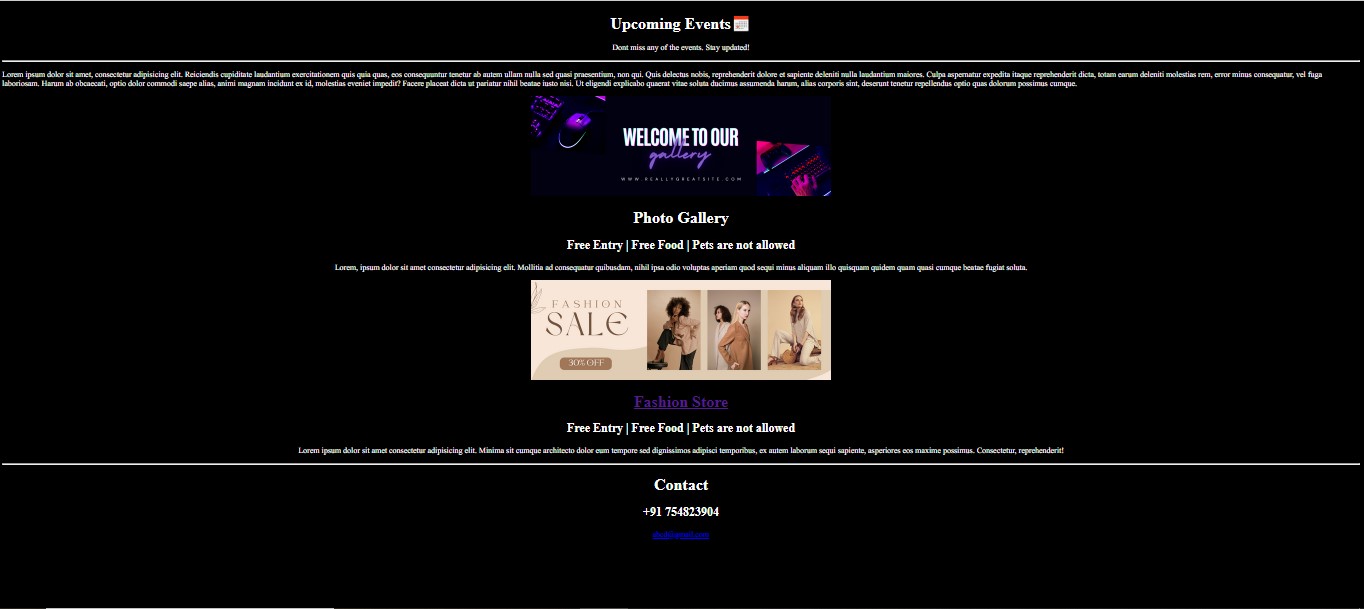 Upcoming Events
Dont miss any of the events. Stay updated!
Lorem ipsum dolor sit amet, consectetur adipisicing elit. Reiciendis cupiditate laudantium exercitationem quis quia quas, eos consequuntur tenetur ab autem ullam nulla sed quasi praesentium, non qui. Quis delectus nobis, reprehenderit dolore et sapiente deleniti nulla laudantium maiores. Culpa aspernatur expedita itaque reprehenderit dicta, totam earum deleniti molestias rem, error minus consequatur, vel fuga
laboriosam. Harum ab obcaecati, optio dolor commodi saepe alias, animi magnam incidunt ex id, molestias eveniet impedit? Facere placeat dicta ut pariatur nihil beatae iusto nisi. Ut eligendi explicabo quaerat vitae soluta ducimus assumenda harum, alias corporis sint, deserunt tenetur repellendus optio quas dolorum possimus cumque.
WELCOME TO OUR
gallery
WWW.REALLYGREATSITE.COM
Photo Gallery
Free Entry | Free Food | Pets are not allowed
Lorem, ipsum dolor sit amet consectetur adipisicing elit. Mollitia ad consequatur quibusdam, nihil ipsa odio voluptas aperiam quod sequi minus aliquam illo quisquam quidem quam quasi cumque beatae fugiat soluta.
FASHION
SALE
30% OFF
Fashion Store
Free Entry | Free Food | Pets are not allowed
Lorem ipsum dolor sit amet consectetur adipisicing elit. Minima sit cumque architecto dolor eum tempore sed dignissimos adipisci temporibus, ex autem laborum sequi sapiente, asperiores eos maxime possimus. Consectetur, reprehenderit!
Contact
+91 754823904